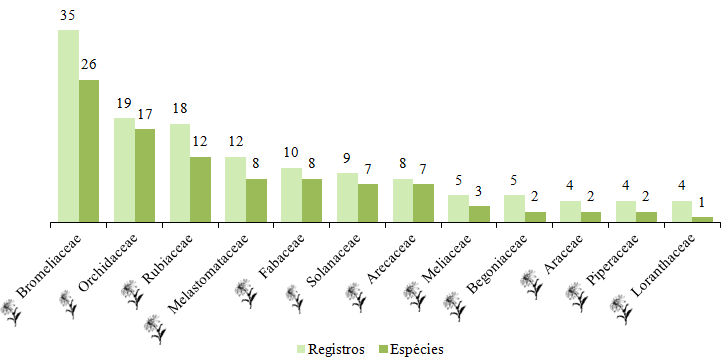 35
26
19
17
18
12
12
8
10
8
9
7
8
7
5
3
5
2
4
2
4
2
4
1
Bromeliaceae
Orchidaceae
Rubiaceae
Melastomataceae
Fabaceae
Solanaceae
Arecaceae
Meliaceae
Begoniaceae
Araceae
Piperaceae
Loranthaceae
Registros Espécies